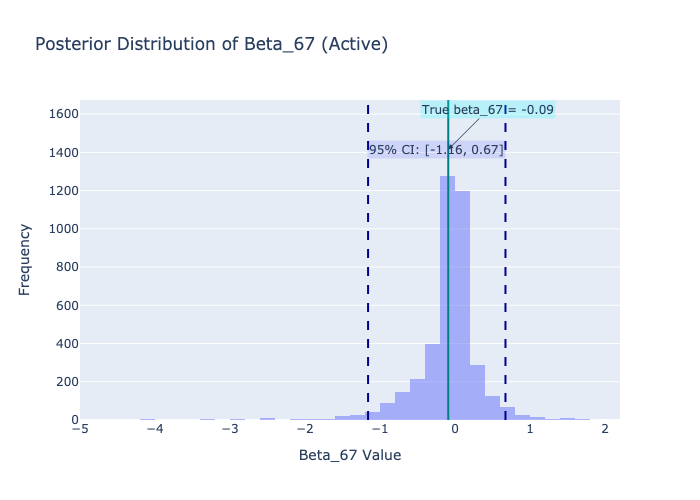 Posterior Distribution of Beta_67 (Active)
True beta_67 = -0.09
95% CI: [-1.16, 0.67]
1600
1400
1200
1000
800
600
400
200
0
Frequency
−5 −4 −3 −2 −1 0 1 2
Beta_67 Value